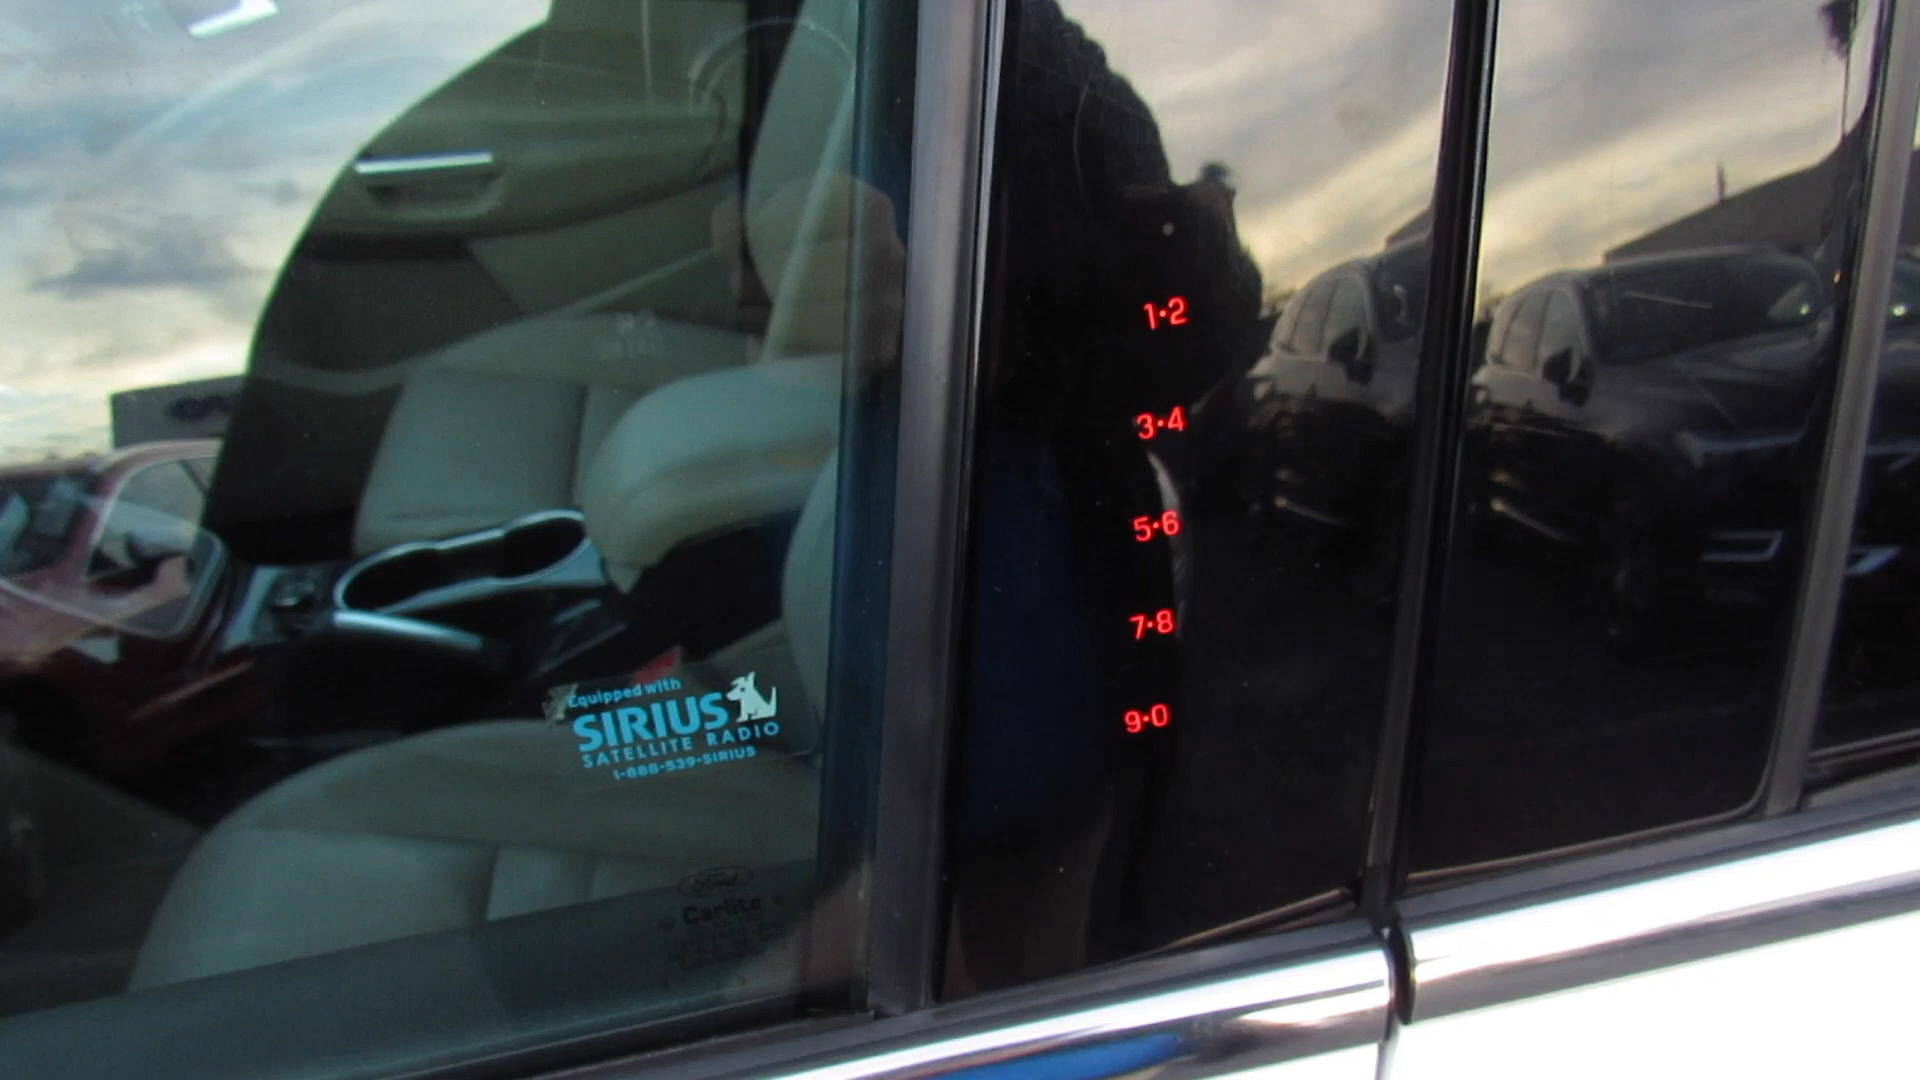 1•2
3•4
5•6
7•8
9•0
Equipped with
SIRIUS
SATELLITE RADIO
1-888-539-SIRIUS
Ford
Carlite